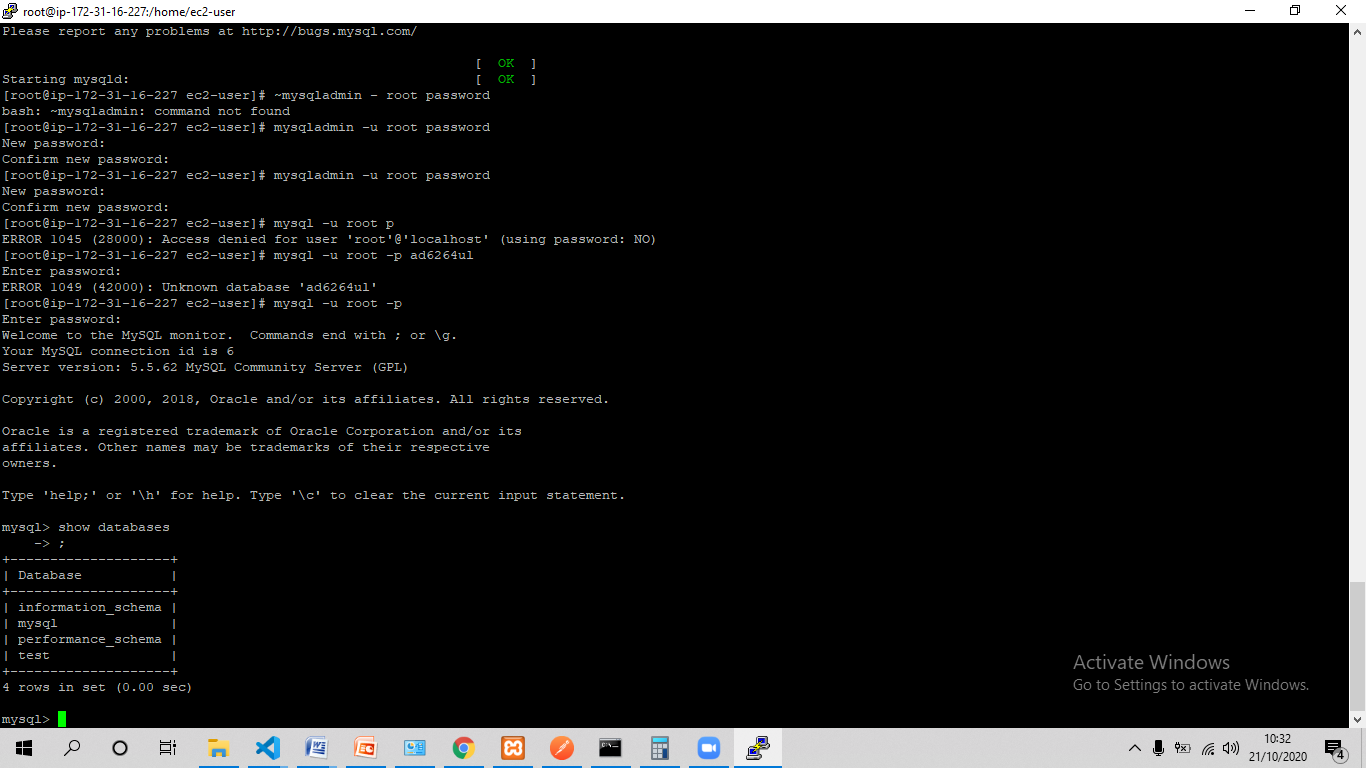 root@ip-172-31-16-227:/home/ec2-user
Please report any problems at http://bugs.mysql.com/
[  OK  ]
Starting mysqld:                                           [  OK  ]
[root@ip-172-31-16-227 ec2-user]# ~mysqladmin - root password
bash: ~mysqladmin: command not found
[root@ip-172-31-16-227 ec2-user]# mysqladmin -u root password
New password:
Confirm new password:
[root@ip-172-31-16-227 ec2-user]# mysqladmin -u root password
New password:
Confirm new password:
[root@ip-172-31-16-227 ec2-user]# mysql -u root p
ERROR 1045 (28000): Access denied for user 'root'@'localhost' (using password: NO)
[root@ip-172-31-16-227 ec2-user]# mysql -u root -p ad6264ul
Enter password:
ERROR 1049 (42000): Unknown database 'ad6264ul'
[root@ip-172-31-16-227 ec2-user]# mysql -u root -p
Enter password:
Welcome to the MySQL monitor.  Commands end with ; or \g.
Your MySQL connection id is 6
Server version: 5.5.62 MySQL Community Server (GPL)
Copyright (c) 2000, 2018, Oracle and/or its affiliates. All rights reserved.
Oracle is a registered trademark of Oracle Corporation and/or its
affiliates. Other names may be trademarks of their respective
owners.
Type 'help;' or '\h' for help. Type '\c' to clear the current input statement.
mysql> show databases
    -> ;
+--------------------+
| Database           |
+--------------------+
| information_schema |
| mysql              |
| performance_schema |
| test               |
+--------------------+
4 rows in set (0.00 sec)
mysql>
Activate Windows
Go to Settings to activate Windows.
10:32
21/10/2020
4